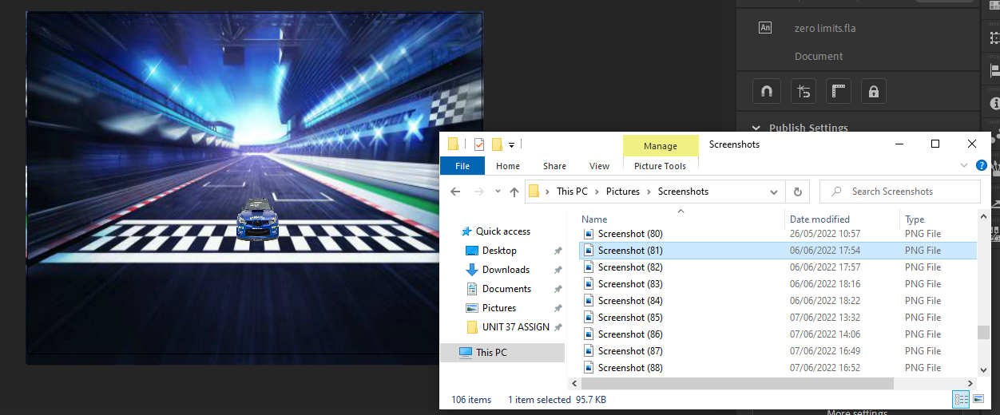 An zero limits.fla
Document
Publish Settings
Manage Screenshots
File Home Share View Picture Tools
This PC Pictures Screenshots Search Screenshots
Name Date modified Type
Quick access
Desktop
Downloads
Documents
Pictures
UNIT 37 ASSIGN
This PC
Screenshot (80) 26/05/2022 10:57 PNG File
Screenshot (81) 06/06/2022 17:54 PNG File
Screenshot (82) 06/06/2022 17:57 PNG File
Screenshot (83) 06/06/2022 18:16 PNG File
Screenshot (84) 06/06/2022 18:22 PNG File
Screenshot (85) 07/06/2022 13:32 PNG File
Screenshot (86) 07/06/2022 14:06 PNG File
Screenshot (87) 07/06/2022 16:49 PNG File
Screenshot (88) 07/06/2022 16:52 PNG File
106 items 1 item selected 95.7 KB
More settings